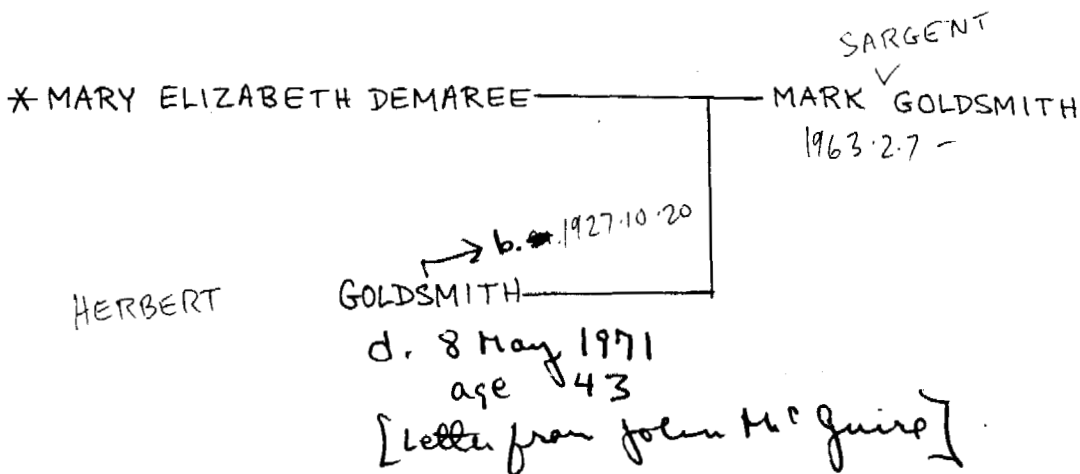 SARGENT
* MARY ELIZABETH DEMAREE MARK GOLDSMITH
1963.2.7 -
b. 1927.10.20
HERBERT GOLDSMITH
d. 8 May 1971
age 43
[Letter from John McGuire]